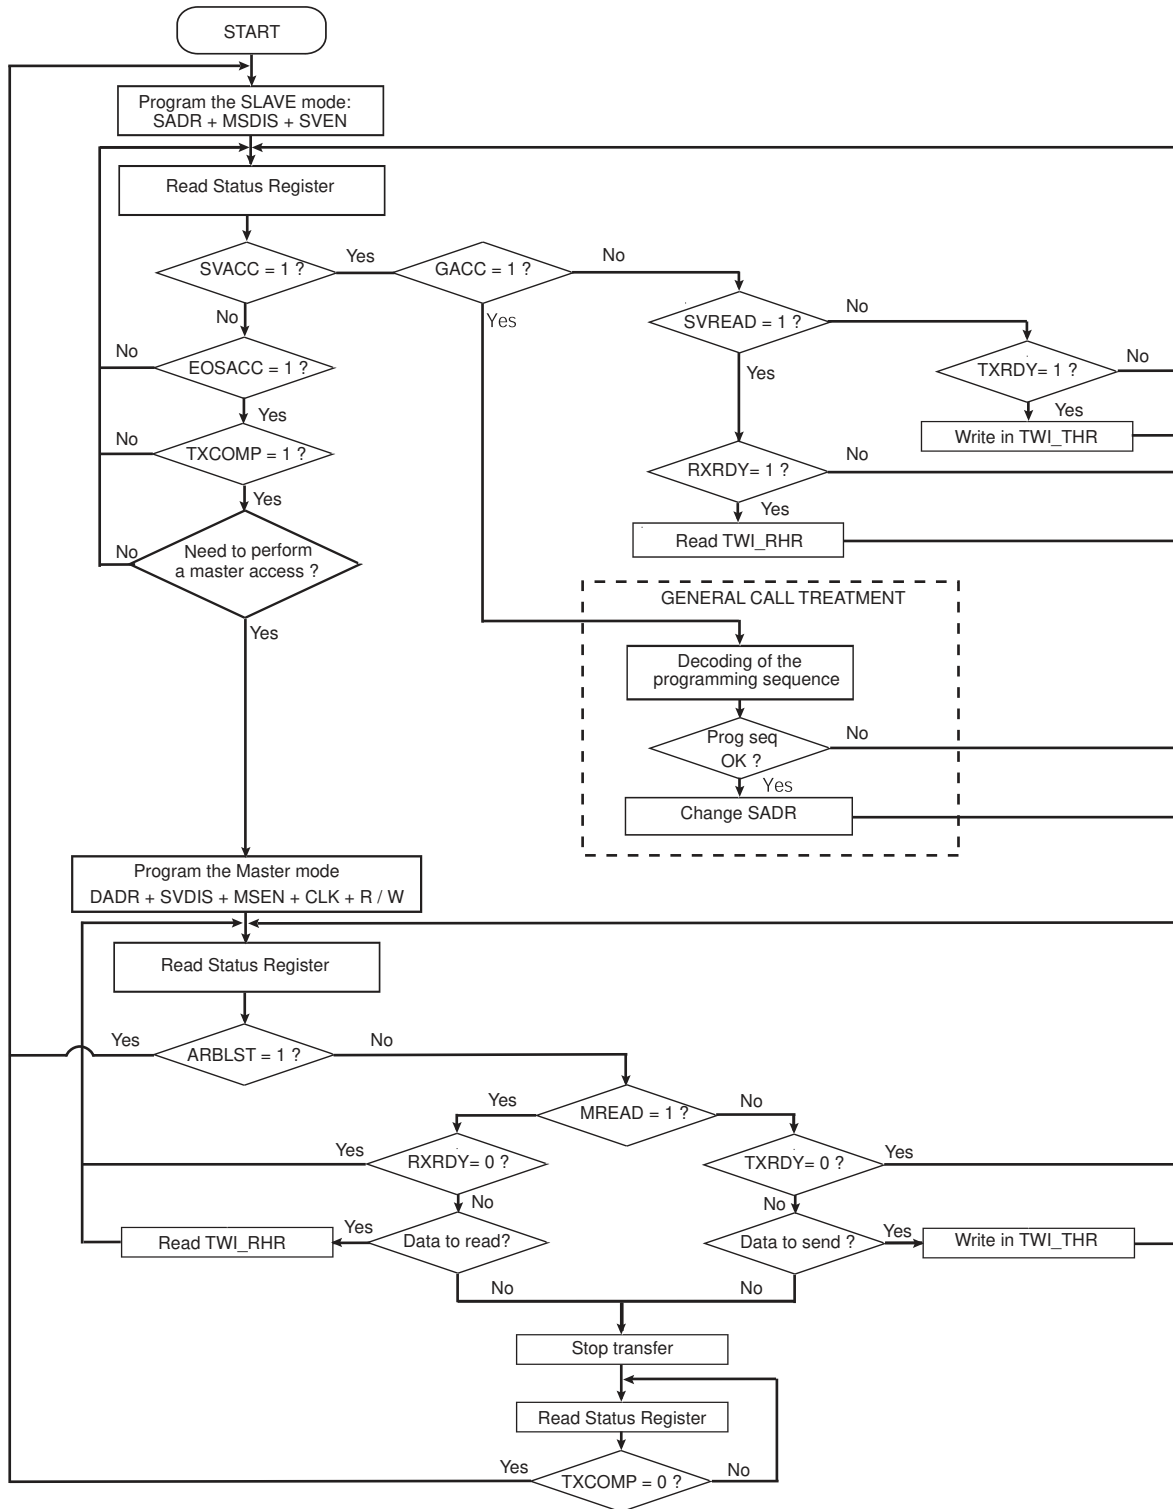 START
Program the SLAVE mode:
SADR + MSDIS + SVEN
Read Status Register
SVACC = 1 ?
Yes
GACC = 1 ?
No
No
Yes
SVREAD = 1 ?
No
Yes
TXRDY= 1 ?
No
Yes
Write in TWI_THR
No
EOSACC = 1 ?
Yes
No
TXCOMP = 1 ?
Yes
RXRDY= 1 ?
No
Yes
Read TWI_RHR
No
Need to perform
a master access ?
Yes
GENERAL CALL TREATMENT
Decoding of the
programming sequence
Prog seq
OK ?
No
Yes
Change SADR
Program the Master mode
DADR + SVDIS + MSEN + CLK + R / W
Read Status Register
Yes
ARBLST = 1 ?
No
Yes
MREAD = 1 ?
No
Yes
RXRDY= 0 ?
No
TXRDY= 0 ?
Yes
No
Read TWI_RHR
Yes
Data to read?
No
Data to send ?
Yes
Write in TWI_THR
No
Stop transfer
Read Status Register
Yes
TXCOMP = 0 ?
No